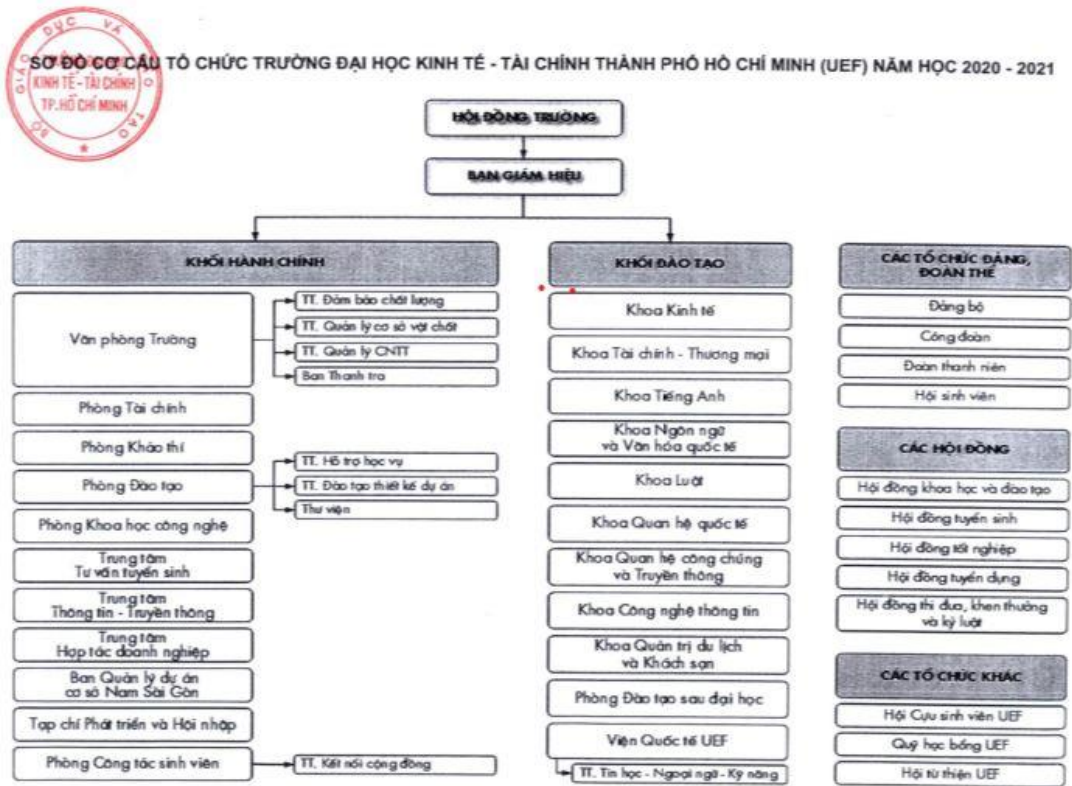 SƠ ĐỒ CƠ CẤU TỔ CHỨC TRƯỜNG ĐẠI HỌC KINH TẾ - TÀI CHÍNH THÀNH PHỐ HỒ CHÍ MINH (UEF) NĂM HỌC 2020 - 2021
BỘ GIÁO DỤC VÀ ĐÀO TẠO
KINH TẾ - TÀI CHÍNH
TP.HỒ CHÍ MINH
HỘI ĐỒNG TRƯỜNG
BAN GIÁM HIỆU
KHỐI HÀNH CHÍNH
Văn phòng Trường
TT. Đảm bảo chất lượng
TT. Quản lý cơ sở vật chất
TT. Quản lý CNTT
Ban Thanh tra
Phòng Tài chính
Phòng Khảo thí
Phòng Đào tạo
TT. Hỗ trợ học vụ
TT. Đào tạo thiết kế dự án
Thư viện
Phòng Khoa học công nghệ
Trung tâm
Tư vấn tuyển sinh
Trung tâm
Thông tin - Truyền thông
Trung tâm
Hợp tác doanh nghiệp
Ban Quản lý dự án
cơ sở Nam Sài Gòn
Tạp chí Phát triển và Hội nhập
Phòng Công tác sinh viên
TT. Kết nối cộng đồng
KHỐI ĐÀO TẠO
Khoa Kinh tế
Khoa Tài chính - Thương mại
Khoa Tiếng Anh
Khoa Ngôn ngữ
và Văn hóa quốc tế
Khoa Luật
Khoa Quan hệ quốc tế
Khoa Quan hệ công chúng
và Truyền thông
Khoa Công nghệ thông tin
Khoa Quản trị du lịch
và Khách sạn
Phòng Đào tạo sau đại học
Viện Quốc tế UEF
TT. Tin học - Ngoại ngữ - Kỹ năng
CÁC TỔ CHỨC ĐẢNG,
ĐOÀN THỂ
Đảng bộ
Công đoàn
Đoàn thanh niên
Hội sinh viên
CÁC HỘI ĐỒNG
Hội đồng khoa học và đào tạo
Hội đồng tuyển sinh
Hội đồng tốt nghiệp
Hội đồng tuyển dụng
Hội đồng thi đua, khen thưởng
và kỷ luật
CÁC TỔ CHỨC KHÁC
Hội Cựu sinh viên UEF
Quỹ học bổng UEF
Hội từ thiện UEF